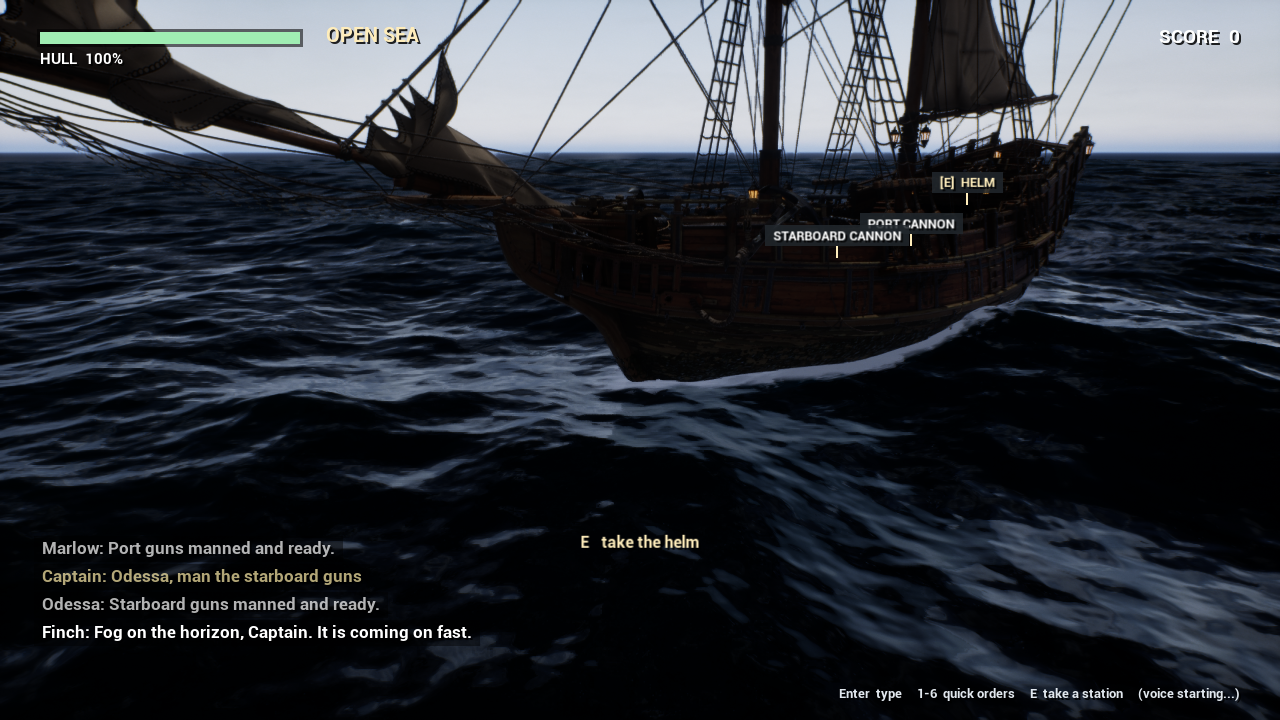 OPEN SEA
SCORE 0
HULL 100%
[E] HELM
PORT CANNON
STARBOARD CANNON
E take the helm
Marlow: Port guns manned and ready.
Captain: Odessa, man the starboard guns
Odessa: Starboard guns manned and ready.
Finch: Fog on the horizon, Captain. It is coming on fast.
Enter type 1-6 quick orders E take a station (voice starting...)